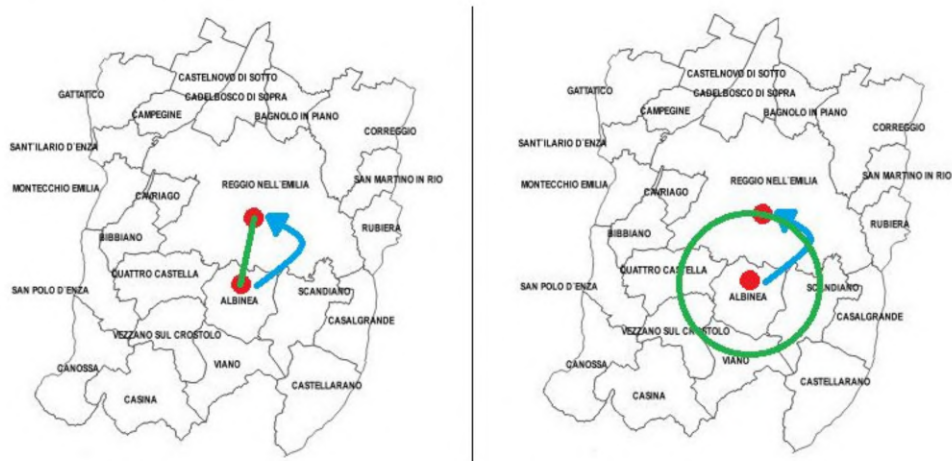 CASTELNOVO DI SOTTO
GATTATICO
CADELBOSCO DI SOPRA
CAMPEGINE
BAGNOLO IN PIANO
CORREGGIO
SANT'ILARIO D'ENZA
SAN MARTINO IN RIO
MONTECCHIO EMILIA
REGGIO NELL'EMILIA
CAVRIAGO
RUBIERA
BIBBIANO
QUATTRO CASTELLA
SAN POLO D'ENZA
SCANDIANO
ALBINEA
CASALGRANDE
VEZZANO SUL CROSTOLO
CANOSSA
VIANO
CASTELLARANO
CASINA
CASTELNOVO DI SOTTO
GATTATICO
CADELBOSCO DI SOPRA
CAMPEGINE
BAGNOLO IN PIANO
CORREGGIO
SANT'ILARIO D'ENZA
SAN MARTINO IN RIO
MONTECCHIO EMILIA
REGGIO NELL'EMILIA
CAVRIAGO
RUBIERA
BIBBIANO
QUATTRO CASTELLA
SAN POLO D'ENZA
SCANDIANO
ALBINEA
CASALGRANDE
VEZZANO SUL CROSTOLO
CANOSSA
VIANO
CASTELLARANO
CASINA